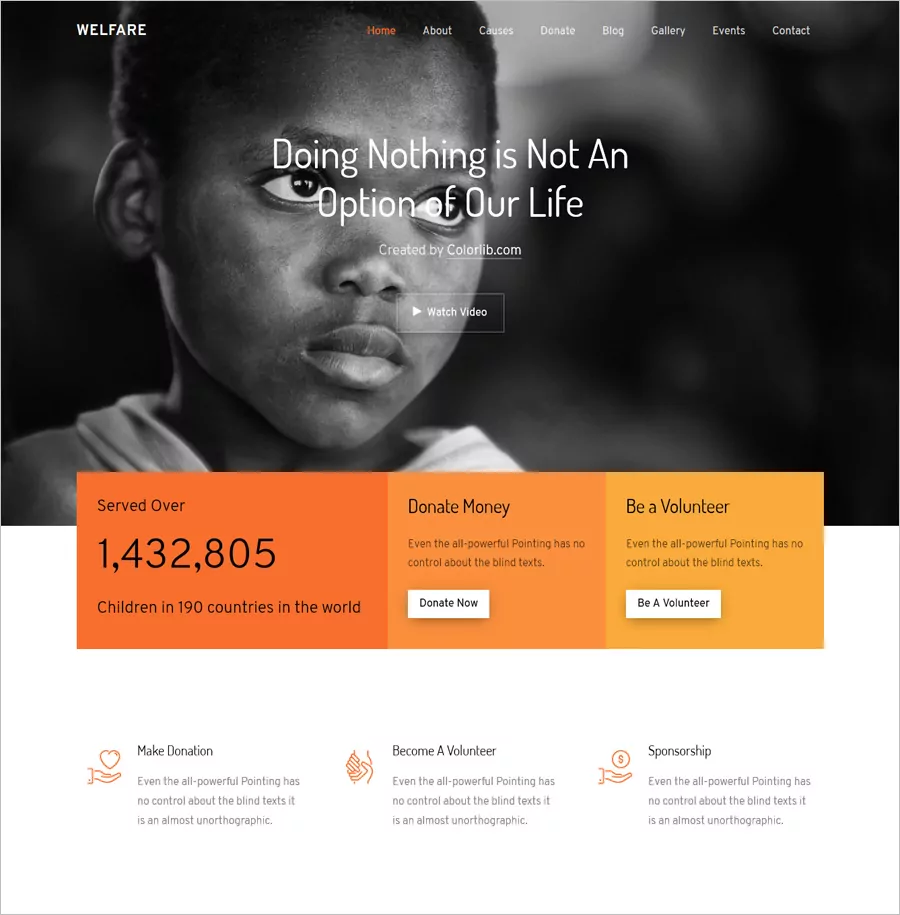 WELFARE
Home About Causes Donate Blog Gallery Events Contact
Doing Nothing is Not An
Option of Our Life
Created by Colorlib.com
Watch Video
Served Over
1,432,805
Children in 190 countries in the world
Donate Money
Even the all-powerful Pointing has no
control about the blind texts.
Donate Now
Be a Volunteer
Even the all-powerful Pointing has no
control about the blind texts.
Be A Volunteer
Make Donation
Even the all-powerful Pointing has
no control about the blind texts it
is an almost unorthographic.
Become A Volunteer
Even the all-powerful Pointing has
no control about the blind texts it
is an almost unorthographic.
$
Sponsorship
Even the all-powerful Pointing has
no control about the blind texts it
is an almost unorthographic.